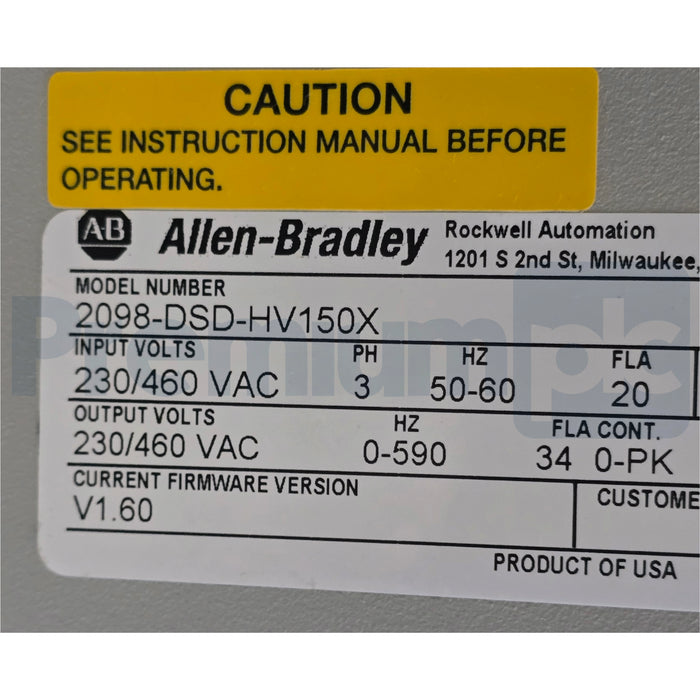 CAUTION
SEE INSTRUCTION MANUAL BEFORE
OPERATING.
AB Allen-Bradley Rockwell Automation
1201 S 2nd St, Milwaukee,
MODEL NUMBER
2098-DSD-HV150X
INPUT VOLTS PH HZ FLA
230/460 VAC 3 50-60 20
OUTPUT VOLTS HZ FLA CONT.
230/460 VAC 0-590 34 0-PK
CURRENT FIRMWARE VERSION CUSTOME
V1.60
PRODUCT OF USA
Premium plc